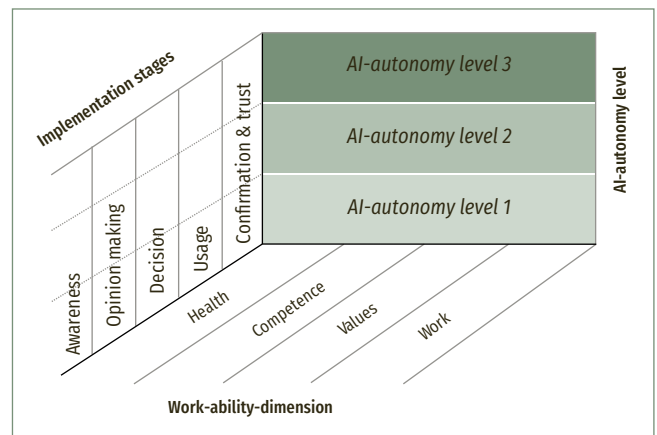 Implementation stages
AI-autonomy level 3
AI-autonomy level 2
AI-autonomy level 1
AI-autonomy level
Awareness
Opinion making
Decision
Usage
Confirmation & trust
Health
Competence
Values
Work
Work-ability-dimension